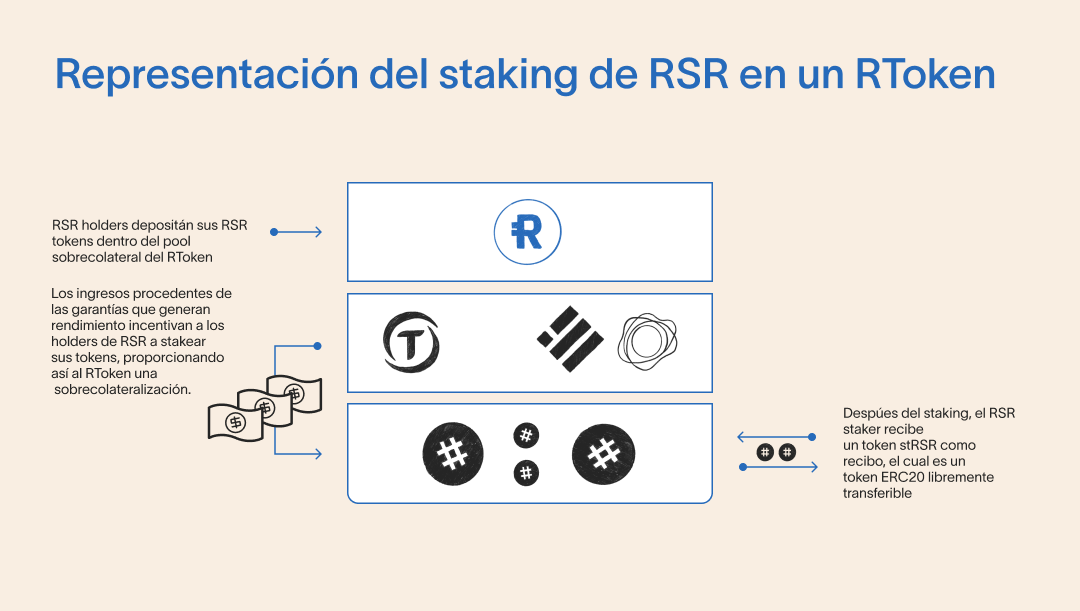 Representación del staking de RSR en un RToken
RSR holders depositán sus RSR
tokens dentro del pool
sobrecolateral del RToken
Los ingresos procedentes de
las garantías que generan
rendimiento incentivan a los
holders de RSR a stakear
sus tokens, proporcionando
así al RToken una
sobrecolateralización.
Despúes del staking, el RSR
staker recibe
un token stRSR como
recibo, el cual es un
token ERC20 libremente
transferible